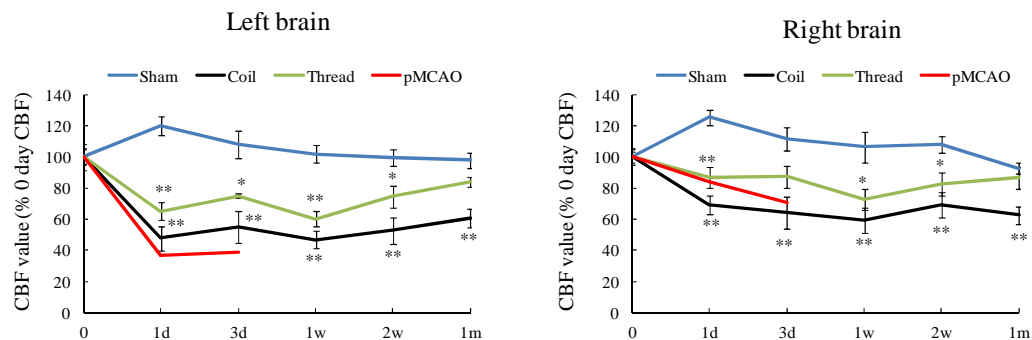 Left brain
Sham Coil Thread pMCAO
CBF value (% 0 day CBF)
140
120
100
80
60
40
20
0
** * ** *
** **
** ** **
0 1d 3d 1w 2w 1m
Right brain
Sham Coil Thread pMCAO
CBF value (% 0 day CBF)
140
120
100
80
60
40
20
0
** * *
** ** ** ** **
0 1d 3d 1w 2w 1m